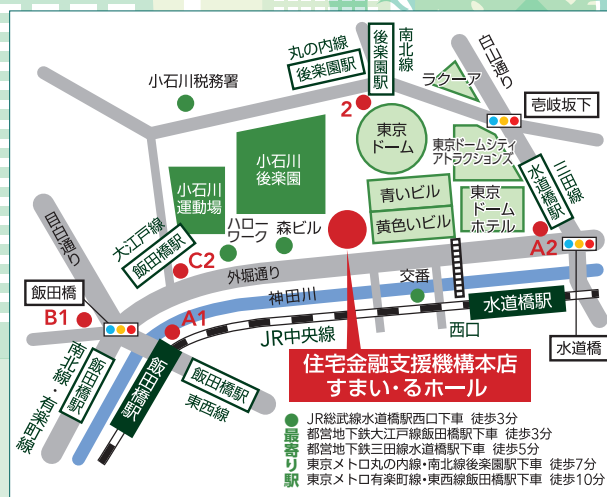 丸の内線
後楽園駅
後楽園駅
南北線
白山通り
小石川税務署
ラクーア
2
壱岐坂下
東京
ドーム
東京ドームシティ
アトラクションズ
小石川
後楽園
小石川
運動場
水道橋駅
三田線
青いビル
黄色いビル
東京
ドーム
ホテル
目白通り
大江戸線
飯田橋駅
ハロー
ワーク
森ビル
C2
A2
外堀通り
飯田橋
神田川
交番
B1
A1
水道橋駅
JR中央線
西口
水道橋
飯田橋駅
南北線・有楽町線
飯田橋駅
飯田橋駅
東西線
住宅金融支援機構本店
すまい・るホール
最寄り駅
JR総武線水道橋駅西口下車 徒歩3分
都営地下鉄大江戸線飯田橋駅下車 徒歩3分
都営地下鉄三田線水道橋駅下車 徒歩5分
東京メトロ丸の内線・南北線後楽園駅下車 徒歩7分
東京メトロ有楽町線・東西線飯田橋駅下車 徒歩10分